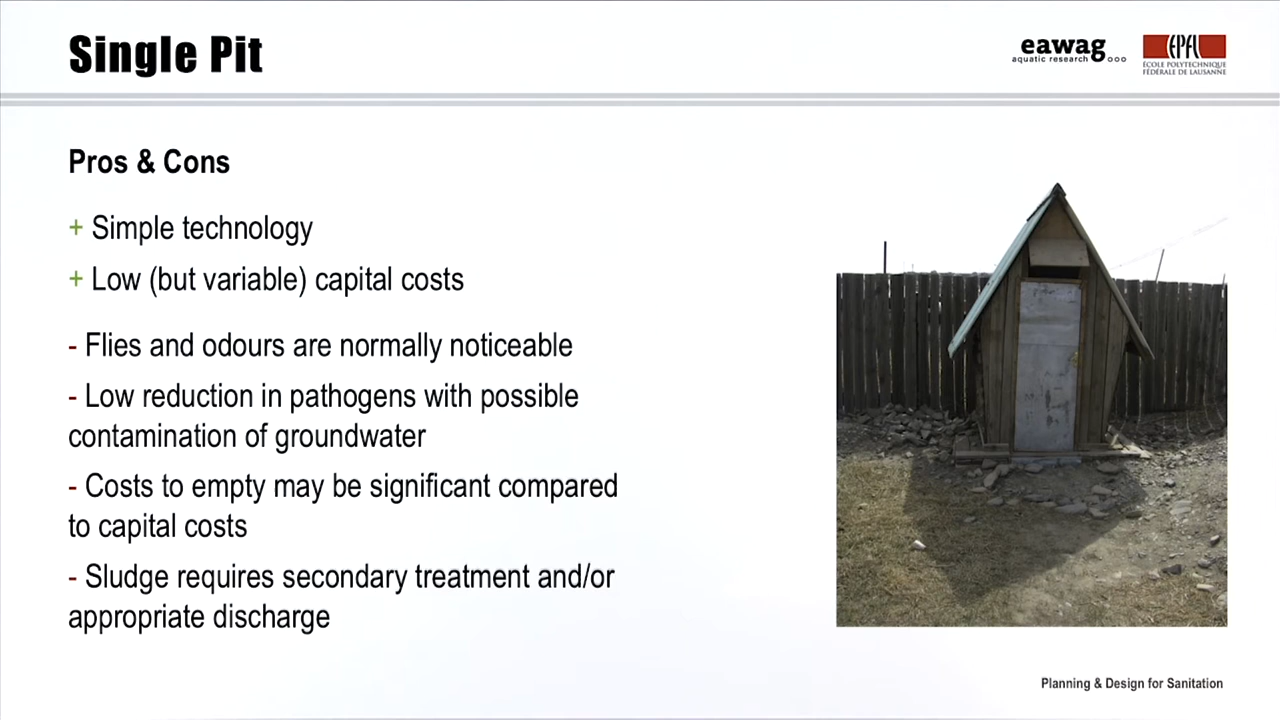 Single Pit
eawag
aquatic research
EPFL
ÉCOLE POLYTECHNIQUE
FÉDÉRALE DE LAUSANNE
Pros & Cons
+ Simple technology
+ Low (but variable) capital costs
- Flies and odours are normally noticeable
- Low reduction in pathogens with possible
contamination of groundwater
- Costs to empty may be significant compared
to capital costs
- Sludge requires secondary treatment and/or
appropriate discharge
Planning & Design for Sanitation